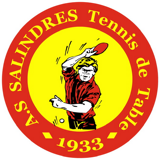 A.S SALINDRES Tennis de Table
1933